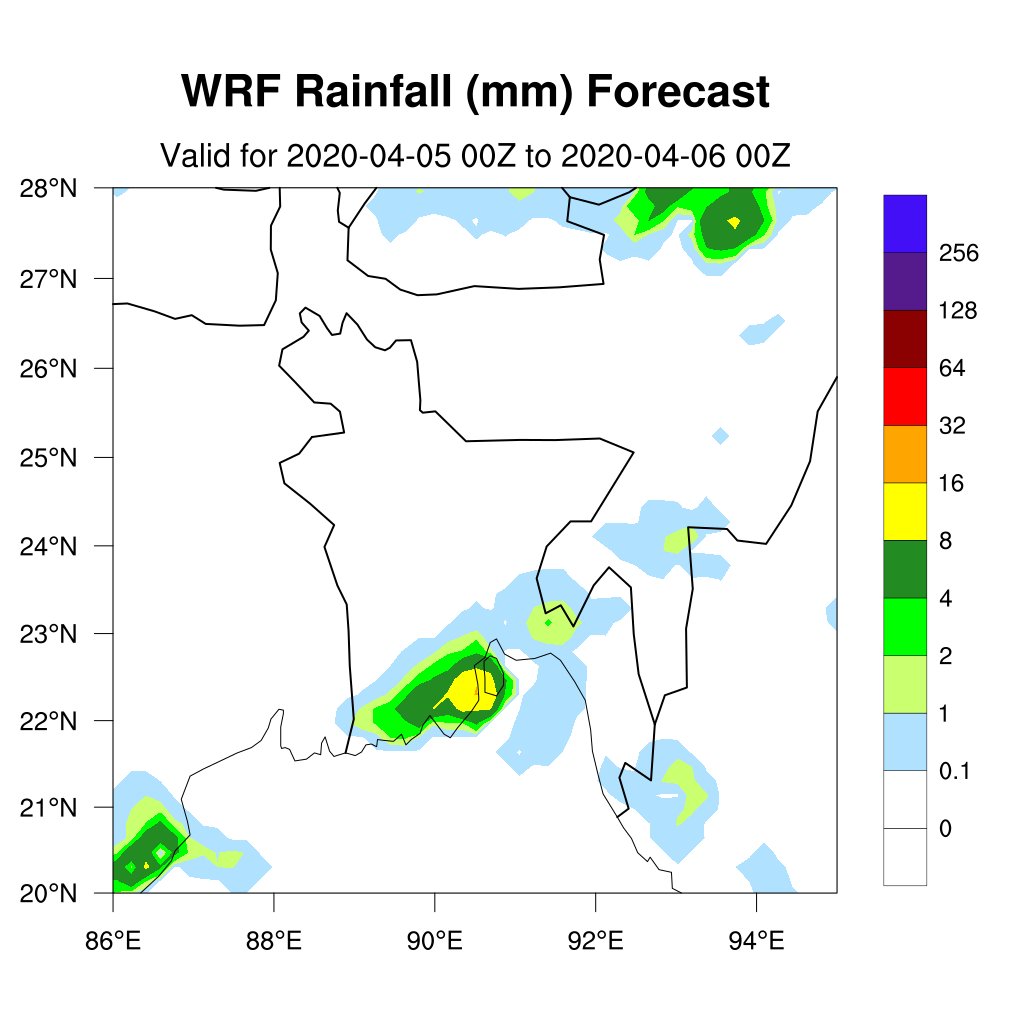 WRF Rainfall (mm) Forecast
Valid for 2020-04-05 00Z to 2020-04-06 00Z
28°N
27°N
26°N
25°N
24°N
23°N
22°N
21°N
20°N
86°E 88°E 90°E 92°E 94°E
256
128
64
32
16
8
4
2
1
0.1
0